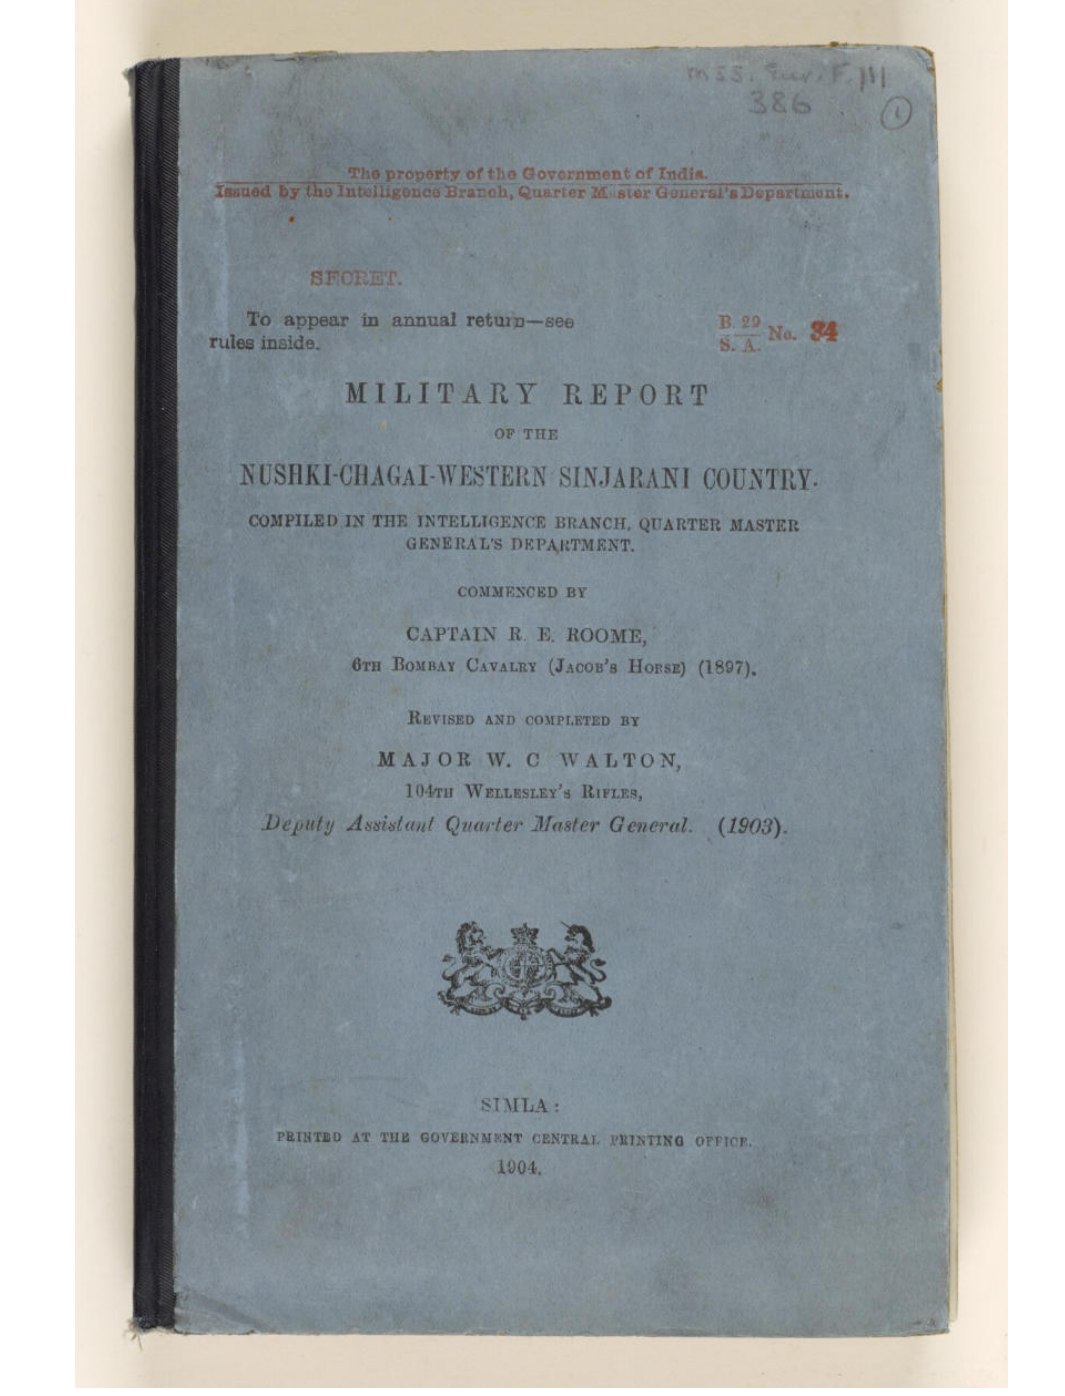 mss. Eur. F. 111
386
1
The property of the Government of India.
Issued by the Intelligence Branch, Quarter Master General's Department.
SECRET.
To appear in annual return—see
rules inside.
B. 29
S. A. No. 34
MILITARY REPORT
OF THE
NUSHKI-CHAGAI-WESTERN SINJARANI COUNTRY.
COMPILED IN THE INTELLIGENCE BRANCH, QUARTER MASTER
GENERAL'S DEPARTMENT.
COMMENCED BY
CAPTAIN R. E. ROOME,
6TH BOMBAY CAVALRY (JACOB'S HORSE) (1897).
REVISED AND COMPLETED BY
MAJOR W. C WALTON,
104TH WELLESLEY'S RIFLES,
Deputy Assistant Quarter Master General. (1903).
SIMLA:
PRINTED AT THE GOVERNMENT CENTRAL PRINTING OFFICE.
1904.